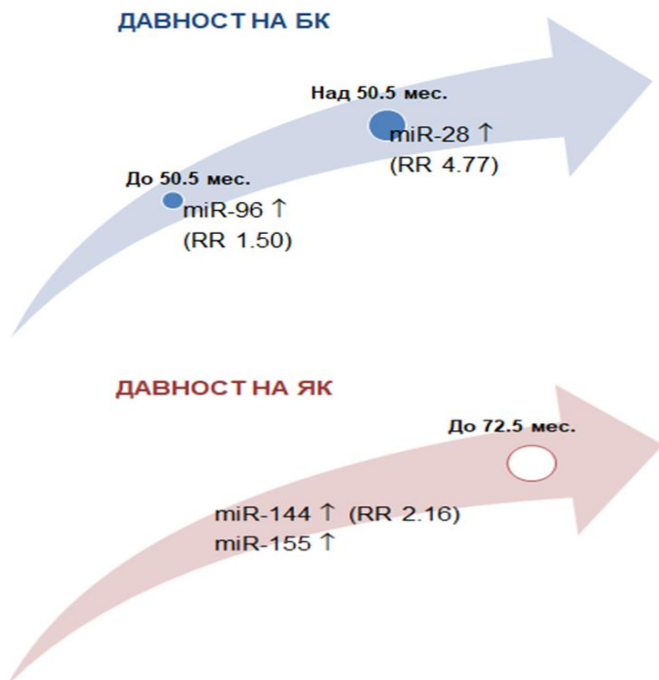 ДАВНОСТ НА БК
Над 50.5 мес.
miR-28 ↑
(RR 4.77)
До 50.5 мес.
miR-96 ↑
(RR 1.50)
ДАВНОСТ НА ЯК
До 72.5 мес.
miR-144 ↑ (RR 2.16)
miR-155 ↑